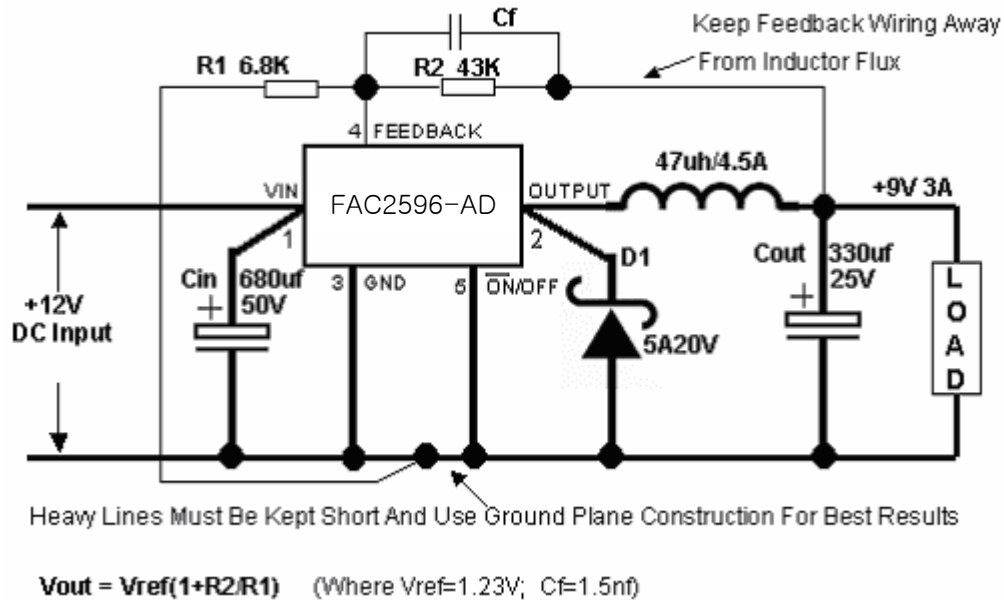 Cf
Keep Feedback Wiring Away
From Inductor Flux
R1 6.8K
R2 43K
4 FEEDBACK
47uh/4.5A
+9V 3A
VIN
FAC2596-AD
OUTPUT
1
2
D1
Cout
330uf
25V
Cin
680uf
50V
3
GND
5
ON/OFF
+
+
+12V
DC Input
5A20V
LOAD
Heavy Lines Must Be Kept Short And Use Ground Plane Construction For Best Results
Vout = Vref(1+R2/R1) (Where Vref=1.23V; Cf=1.5nf)